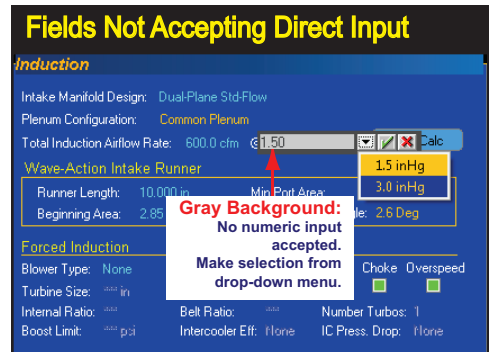 Fields Not Accepting Direct Input
Induction
Intake Manifold Design: Dual-Plane Std-Flow
Plenum Configuration: Common Plenum
Total Induction Airflow Rate: 600.0 cfm @ 1.50 Calc
1.5 inHg
3.0 inHg
Wave-Action Intake Runner
Runner Length: 10.000 in Min Port Area:
Beginning Area: 2.85 le: 2.6 Deg
Gray Background:
No numeric input
accepted.
Make selection from
drop-down menu.
Forced Induction
Blower Type: None Choke Overspeed
Turbine Size: *** in
Internal Ratio: *** Belt Ratio: *** Number Turbos: 1
Boost Limit: *** psi Intercooler Eff: None IC Press. Drop: None